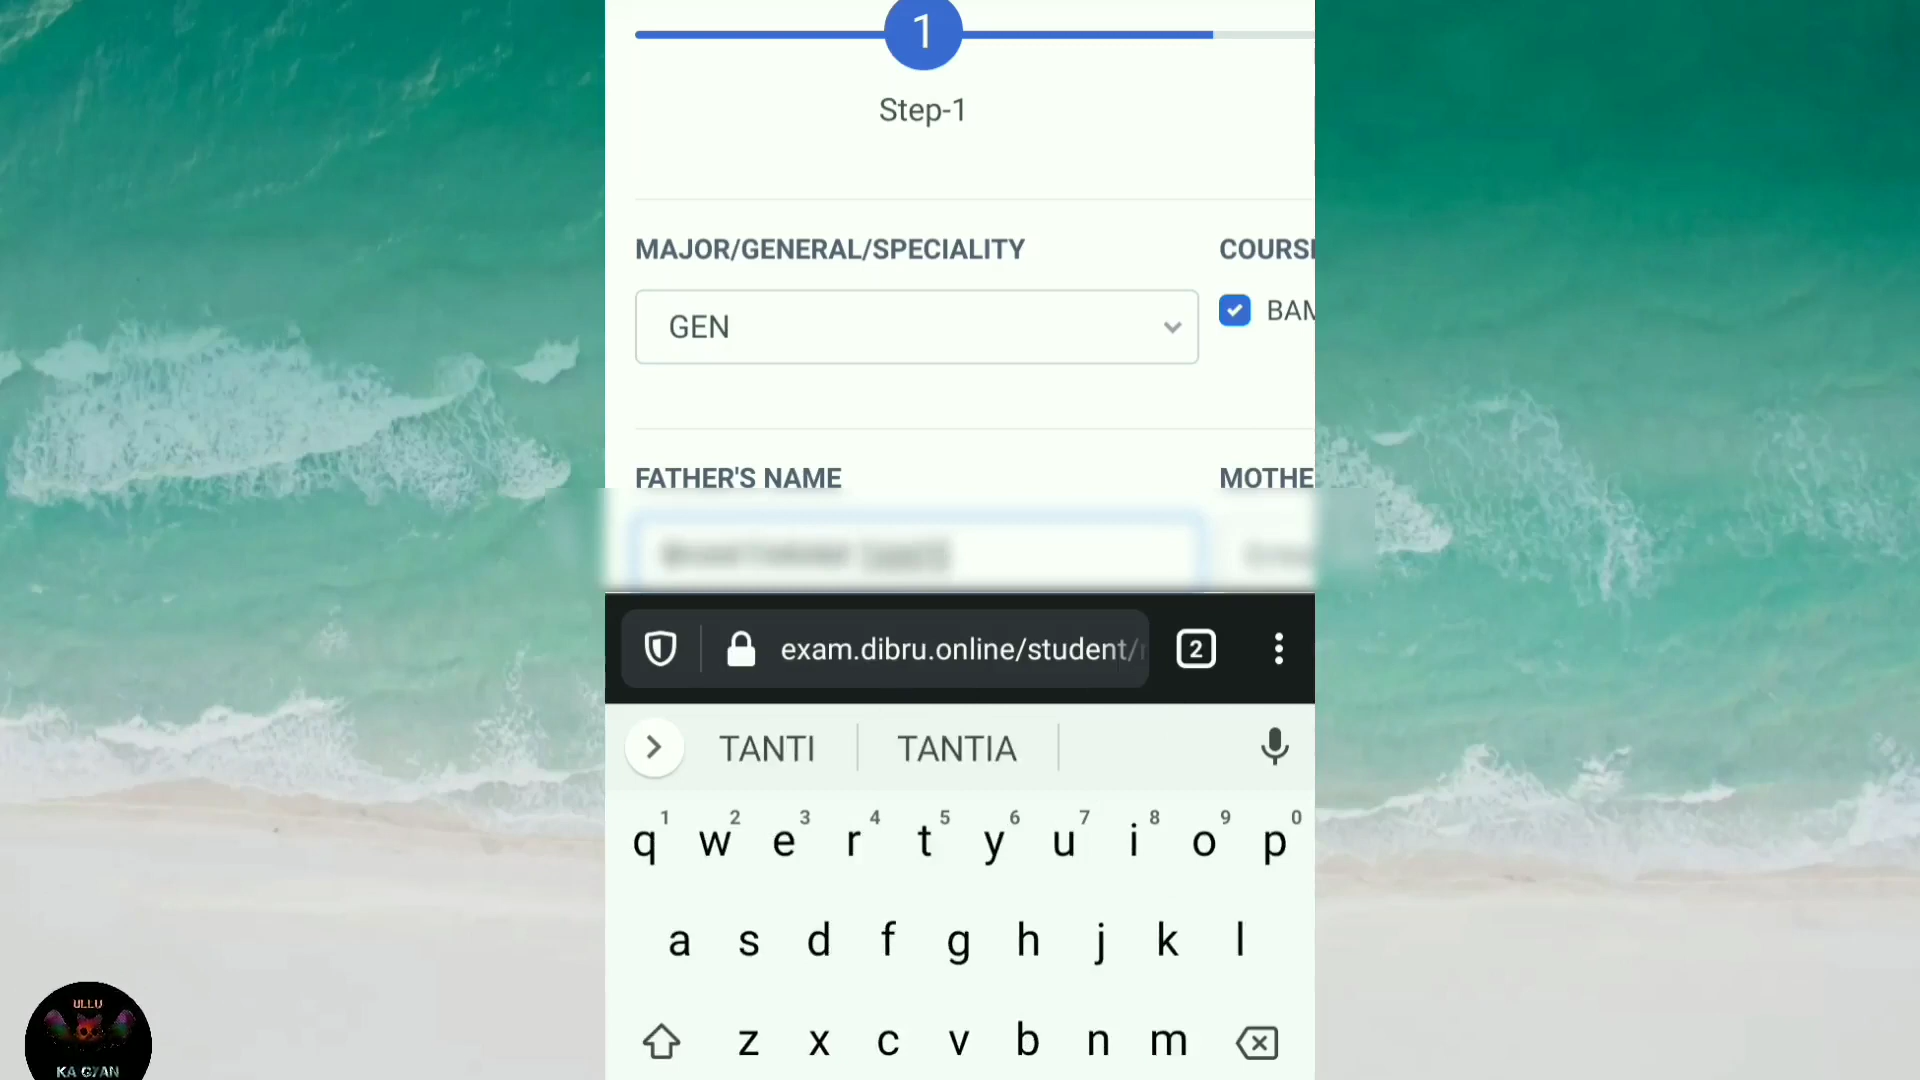 1
Step-1
MAJOR/GENERAL/SPECIALITY
COURS
GEN
BAM
FATHER'S NAME
MOTHE
exam.dibru.online/student/
2
TANTI
TANTIA
1 2 3 4 5 6 7 8 9 0
q w e r t y u i o p
a s d f g h j k l
z x c v b n m
ULLU
KA GYAN